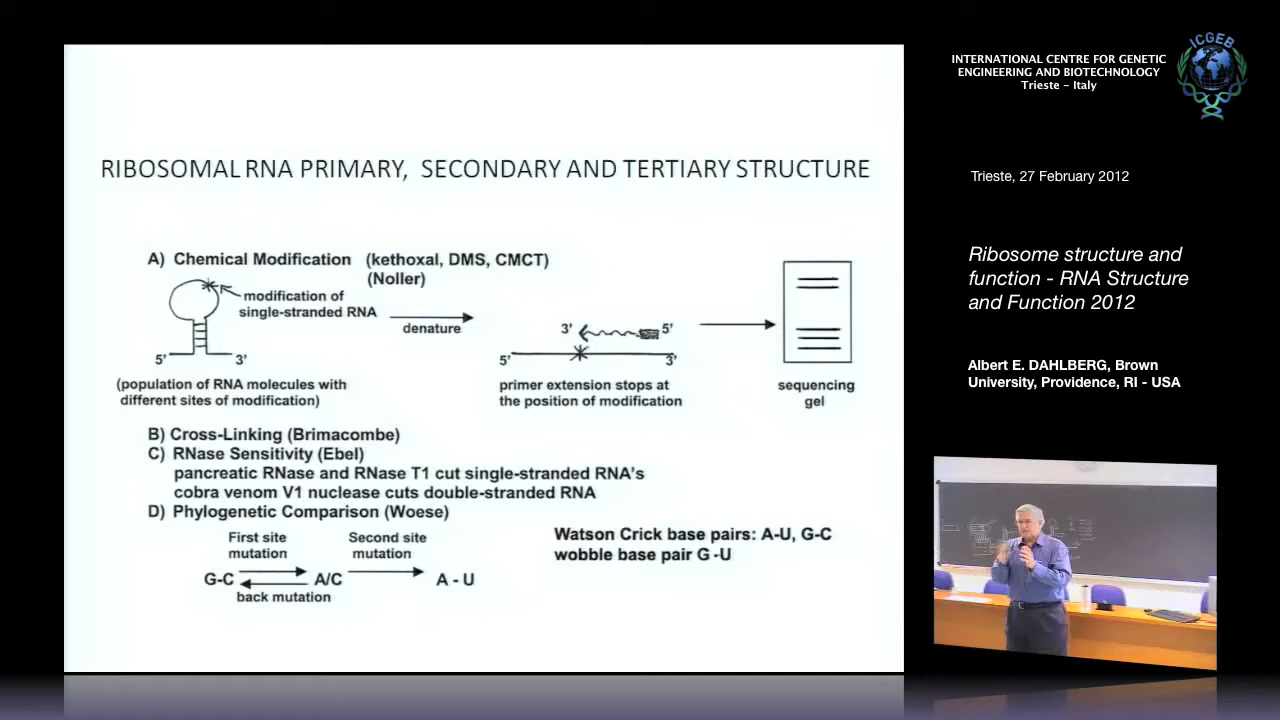 RIBOSOMAL RNA PRIMARY, SECONDARY AND TERTIARY STRUCTURE
A) Chemical Modification (kethoxal, DMS, CMCT)
(Noller)
modification of
single-stranded RNA
denature
5' 3'
3' 5'
5' 3'
(population of RNA molecules with
different sites of modification)
primer extension stops at
the position of modification
sequencing
gel
B) Cross-Linking (Brimacombe)
C) RNase Sensitivity (Ebel)
pancreatic RNase and RNase T1 cut single-stranded RNA's
cobra venom V1 nuclease cuts double-stranded RNA
D) Phylogenetic Comparison (Woese)
First site
mutation
Second site
mutation
G-C A/C A - U
back mutation
Watson Crick base pairs: A-U, G-C
wobble base pair G -U
INTERNATIONAL CENTRE FOR GENETIC
ENGINEERING AND BIOTECHNOLOGY
Trieste - Italy
ICGEB
Trieste, 27 February 2012
Ribosome structure and
function - RNA Structure
and Function 2012
Albert E. DAHLBERG, Brown
University, Providence, RI - USA